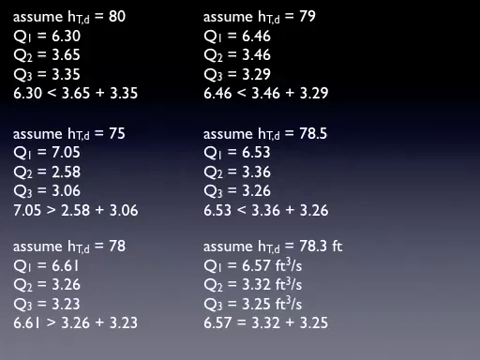 assume hT,d = 80
Q1 = 6.30
Q2 = 3.65
Q3 = 3.35
6.30 < 3.65 + 3.35
assume hT,d = 75
Q1 = 7.05
Q2 = 2.58
Q3 = 3.06
7.05 > 2.58 + 3.06
assume hT,d = 78
Q1 = 6.61
Q2 = 3.26
Q3 = 3.23
6.61 > 3.26 + 3.23
assume hT,d = 79
Q1 = 6.46
Q2 = 3.46
Q3 = 3.29
6.46 < 3.46 + 3.29
assume hT,d = 78.5
Q1 = 6.53
Q2 = 3.36
Q3 = 3.26
6.53 < 3.36 + 3.26
assume hT,d = 78.3 ft
Q1 = 6.57 ft³/s
Q2 = 3.32 ft³/s
Q3 = 3.25 ft³/s
6.57 = 3.32 + 3.25